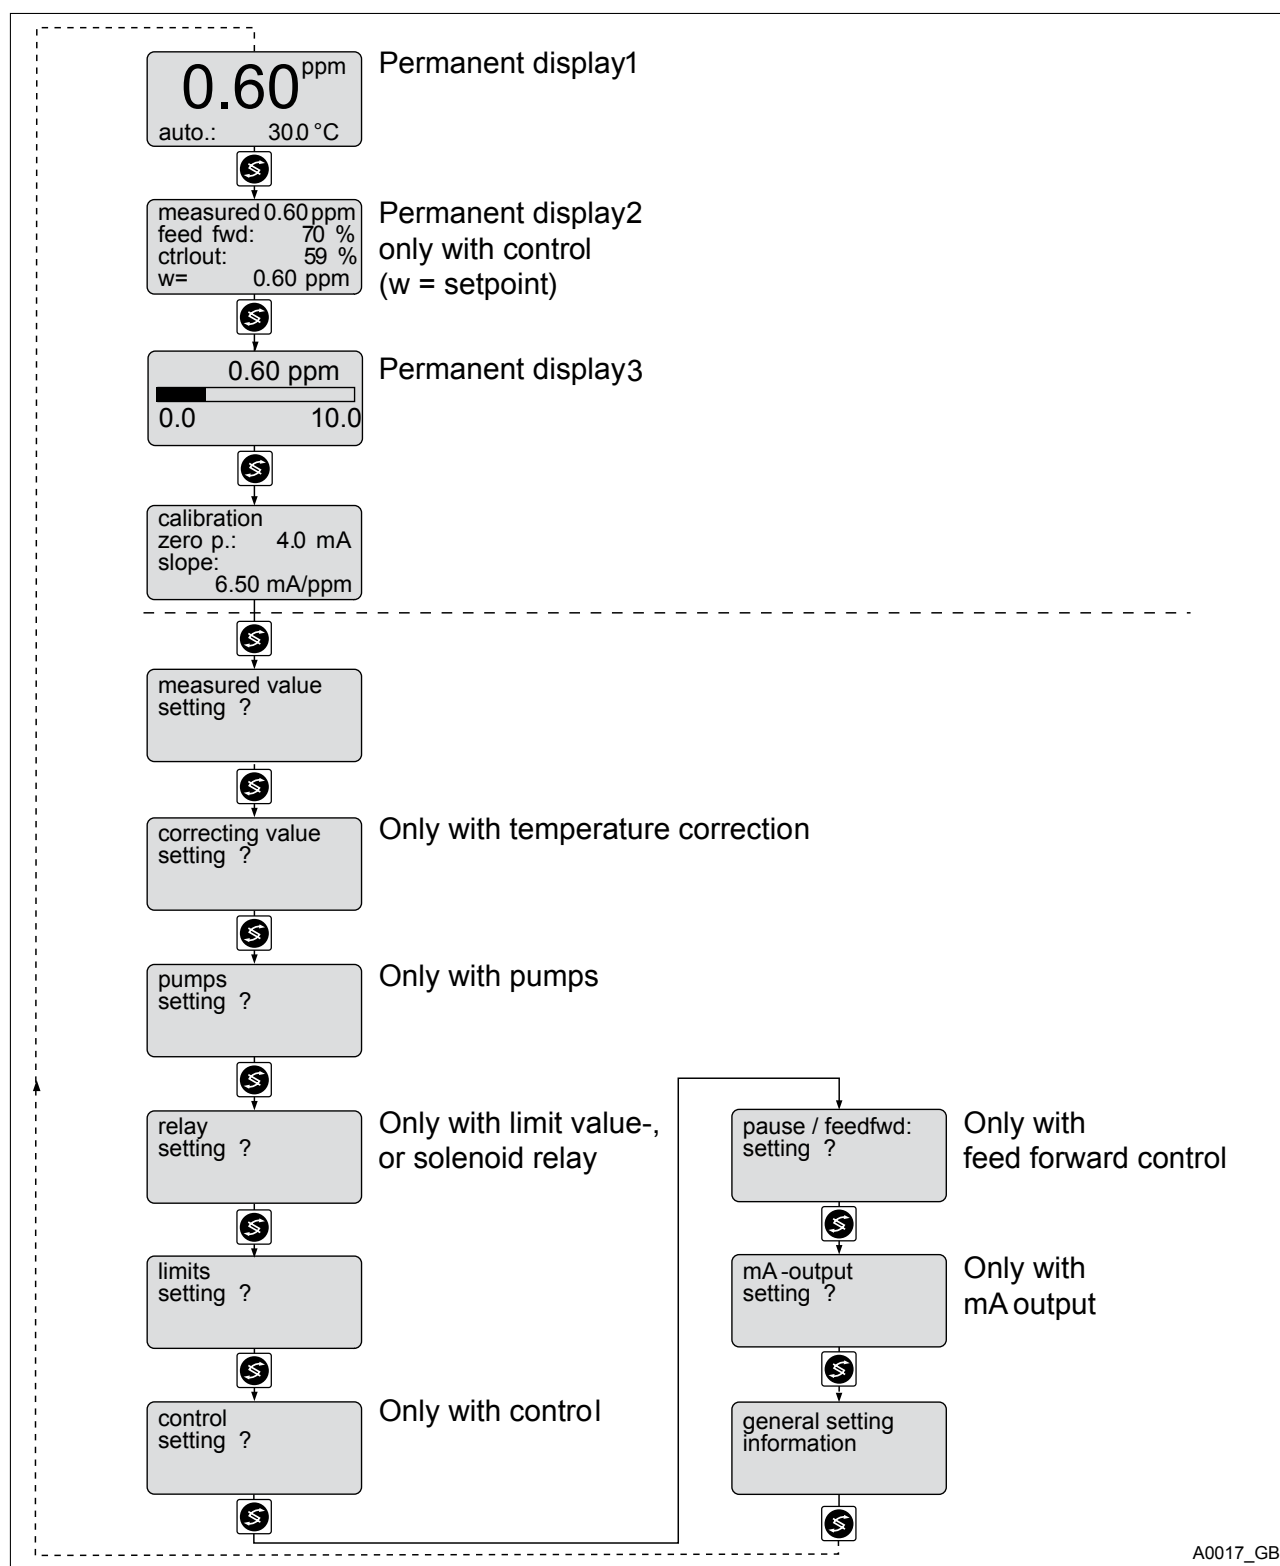 0.60 ppm
auto.: 30.0 °C
Permanent display1
measured 0.60 ppm
feed fwd: 70 %
ctrlout: 59 %
w= 0.60 ppm
Permanent display2
only with control
(w = setpoint)
0.60 ppm
0.0 10.0
Permanent display3
calibration
zero p.: 4.0 mA
slope:
6.50 mA/ppm
measured value
setting ?
correcting value
setting ?
Only with temperature correction
pumps
setting ?
Only with pumps
relay
setting ?
Only with limit value-,
or solenoid relay
limits
setting ?
control
setting ?
Only with control
pause / feedfwd:
setting ?
Only with
feed forward control
mA-output
setting ?
Only with
mA output
general setting
information
A0017_GB